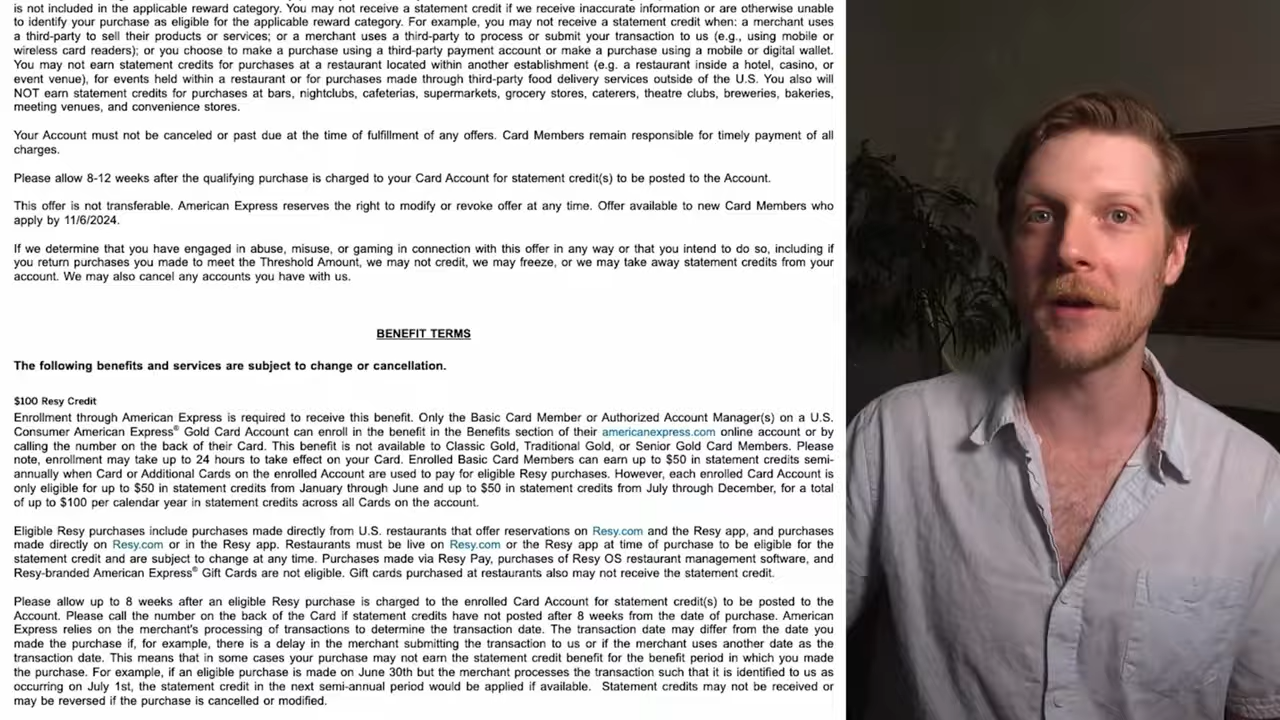 is not included in the applicable reward category. You may not receive a statement credit if we receive inaccurate information or are otherwise unable
to identify your purchase as eligible for the applicable reward category. For example, you may not receive a statement credit when: a merchant uses
a third-party to sell their products or services; or a merchant uses a third-party to process or submit your transaction to us (e.g., using mobile or
wireless card readers); or you choose to make a purchase using a third-party payment account or make a purchase using a mobile or digital wallet.
You may not earn statement credits for purchases at a restaurant located within another establishment (e.g. a restaurant inside a hotel, casino, or
event venue), for events held within a restaurant or for purchases made through third-party food delivery services outside of the U.S. You also will
NOT earn statement credits for purchases at bars, nightclubs, cafeterias, supermarkets, grocery stores, caterers, theatre clubs, breweries, bakeries,
meeting venues, and convenience stores.
Your Account must not be canceled or past due at the time of fulfillment of any offers. Card Members remain responsible for timely payment of all
charges.
Please allow 8-12 weeks after the qualifying purchase is charged to your Card Account for statement credit(s) to be posted to the Account.
This offer is not transferable. American Express reserves the right to modify or revoke offer at any time. Offer available to new Card Members who
apply by 11/6/2024.
If we determine that you have engaged in abuse, misuse, or gaming in connection with this offer in any way or that you intend to do so, including if
you return purchases you made to meet the Threshold Amount, we may not credit, we may freeze, or we may take away statement credits from your
account. We may also cancel any accounts you have with us.
BENEFIT TERMS
The following benefits and services are subject to change or cancellation.
$100 Resy Credit
Enrollment through American Express is required to receive this benefit. Only the Basic Card Member or Authorized Account Manager(s) on a U.S.
Consumer American Express® Gold Card Account can enroll in the benefit in the Benefits section of their americanexpress.com online account or by
calling the number on the back of their Card. This benefit is not available to Classic Gold, Traditional Gold, or Senior Gold Card Members. Please
note, enrollment may take up to 24 hours to take effect on your Card. Enrolled Basic Card Members can earn up to $50 in statement credits semi-
annually when Card or Additional Cards on the enrolled Account are used to pay for eligible Resy purchases. However, each enrolled Card Account is
only eligible for up to $50 in statement credits from January through June and up to $50 in statement credits from July through December, for a total
of up to $100 per calendar year in statement credits across all Cards on the account.
Eligible Resy purchases include purchases made directly from U.S. restaurants that offer reservations on Resy.com and the Resy app, and purchases
made directly on Resy.com or in the Resy app. Restaurants must be live on Resy.com or the Resy app at time of purchase to be eligible for the
statement credit and are subject to change at any time. Purchases made via Resy Pay, purchases of Resy OS restaurant management software, and
Resy-branded American Express® Gift Cards are not eligible. Gift cards purchased at restaurants also may not receive the statement credit.
Please allow up to 8 weeks after an eligible Resy purchase is charged to the enrolled Card Account for statement credit(s) to be posted to the
Account. Please call the number on the back of the Card if statement credits have not posted after 8 weeks from the date of purchase. American
Express relies on the merchant's processing of transactions to determine the transaction date. The transaction date may differ from the date you
made the purchase if, for example, there is a delay in the merchant submitting the transaction to us or if the merchant uses another date as the
transaction date. This means that in some cases your purchase may not earn the statement credit benefit for the benefit period in which you made
the purchase. For example, if an eligible purchase is made on June 30th but the merchant processes the transaction such that it is identified to us as
occurring on July 1st, the statement credit in the next semi-annual period would be applied if available. Statement credits may not be received or
may be reversed if the purchase is cancelled or modified.